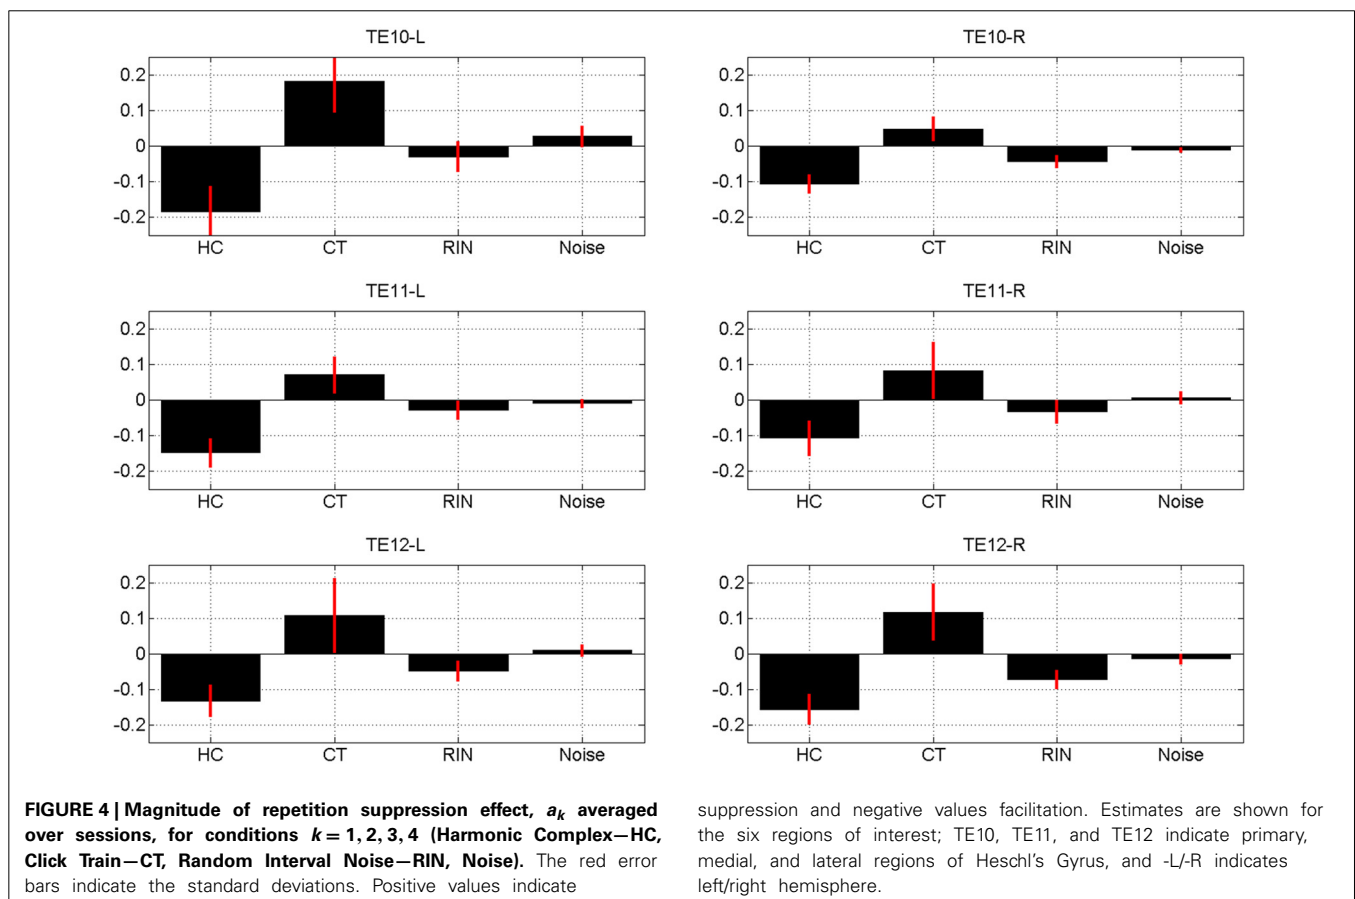 TE10-L
0.2
0.1
0
-0.1
-0.2
HC CT RIN Noise
TE10-R
0.2
0.1
0
-0.1
-0.2
HC CT RIN Noise
TE11-L
0.2
0.1
0
-0.1
-0.2
HC CT RIN Noise
TE11-R
0.2
0.1
0
-0.1
-0.2
HC CT RIN Noise
TE12-L
0.2
0.1
0
-0.1
-0.2
HC CT RIN Noise
TE12-R
0.2
0.1
0
-0.1
-0.2
HC CT RIN Noise
FIGURE 4 | Magnitude of repetition suppression effect, a_k averaged
over sessions, for conditions k = 1, 2, 3, 4 (Harmonic Complex—HC,
Click Train—CT, Random Interval Noise—RIN, Noise). The red error
bars indicate the standard deviations. Positive values indicate
suppression and negative values facilitation. Estimates are shown for
the six regions of interest; TE10, TE11, and TE12 indicate primary,
medial, and lateral regions of Heschl's Gyrus, and -L/-R indicates
left/right hemisphere.